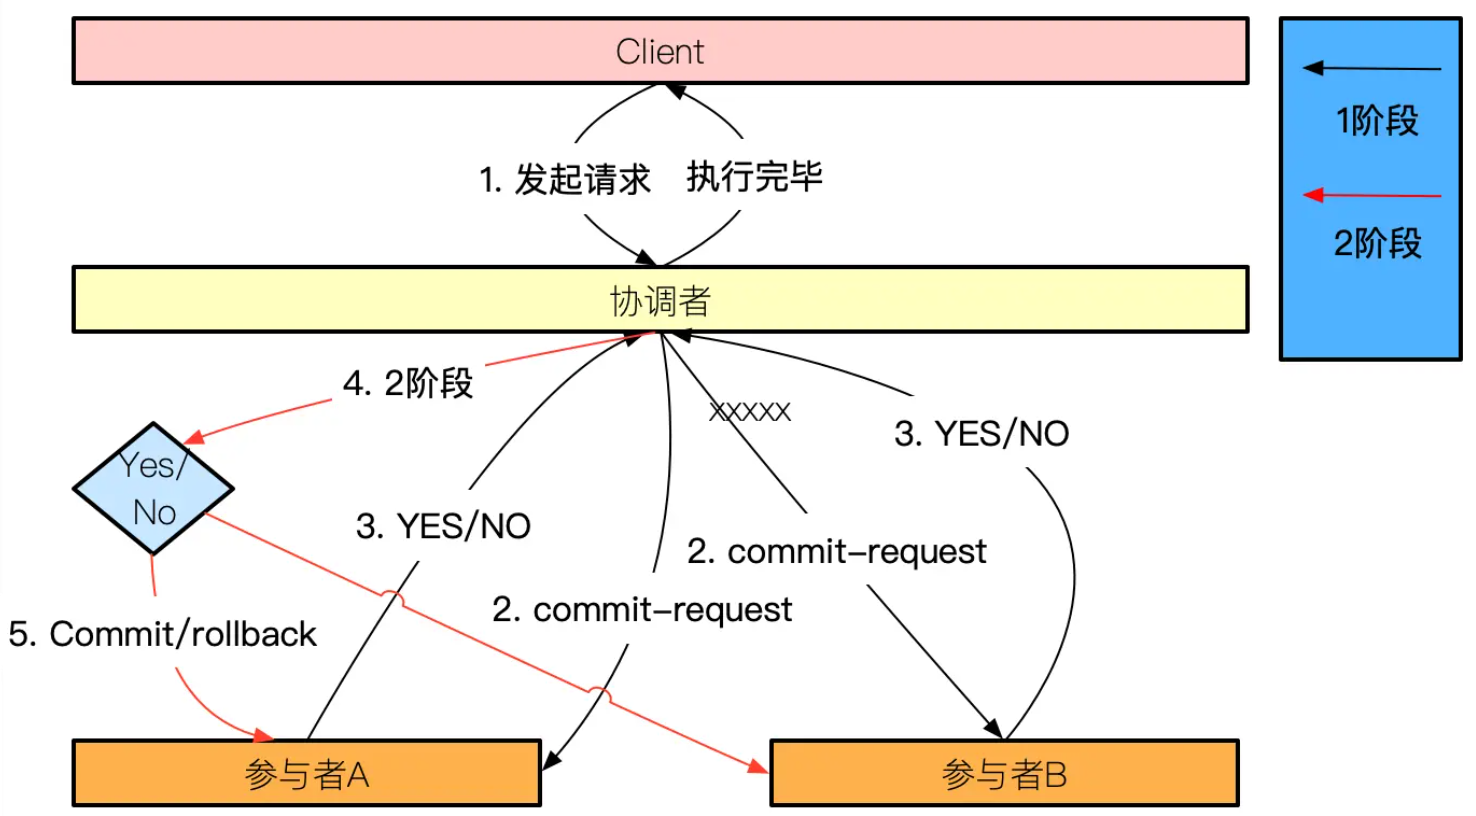 Client
1. 发起请求
执行完毕
1阶段
2阶段
协调者
4. 2阶段
xxxxx
3. YES/NO
Yes/
No
3. YES/NO
2. commit-request
2. commit-request
5. Commit/rollback
参与者A
参与者B